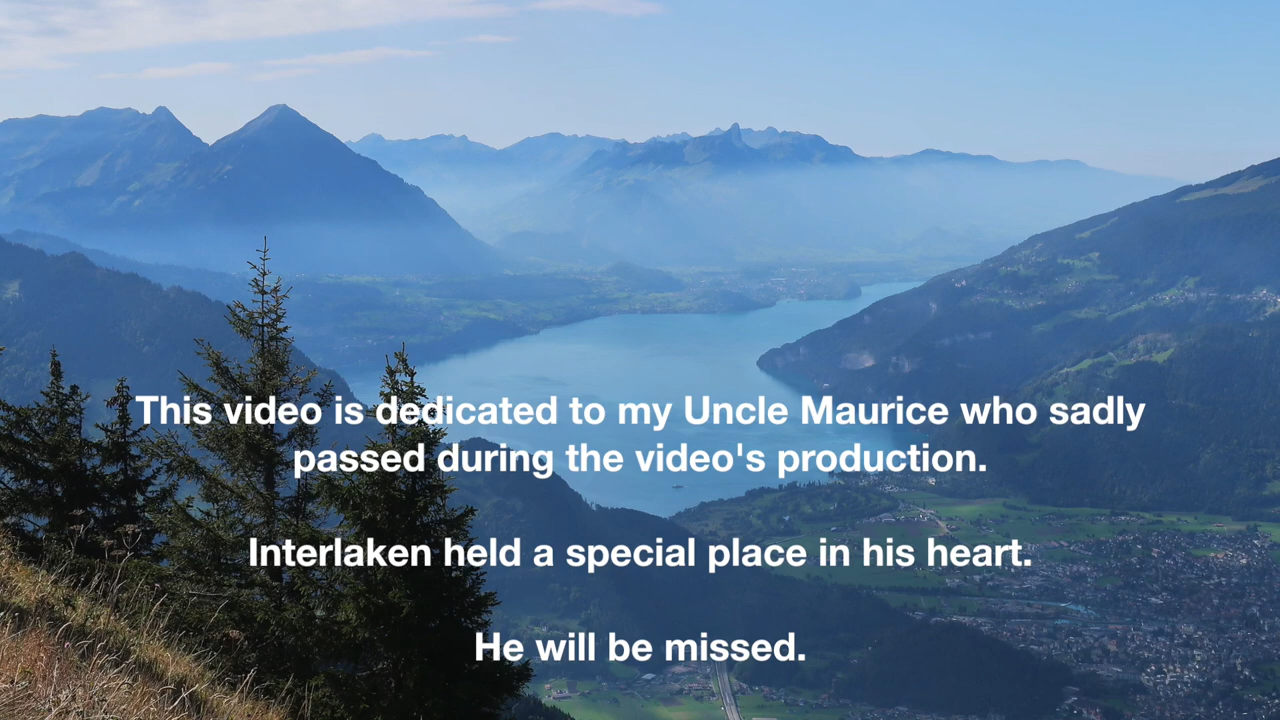 This video is dedicated to my Uncle Maurice who sadly
passed during the video's production.
Interlaken held a special place in his heart.
He will be missed.